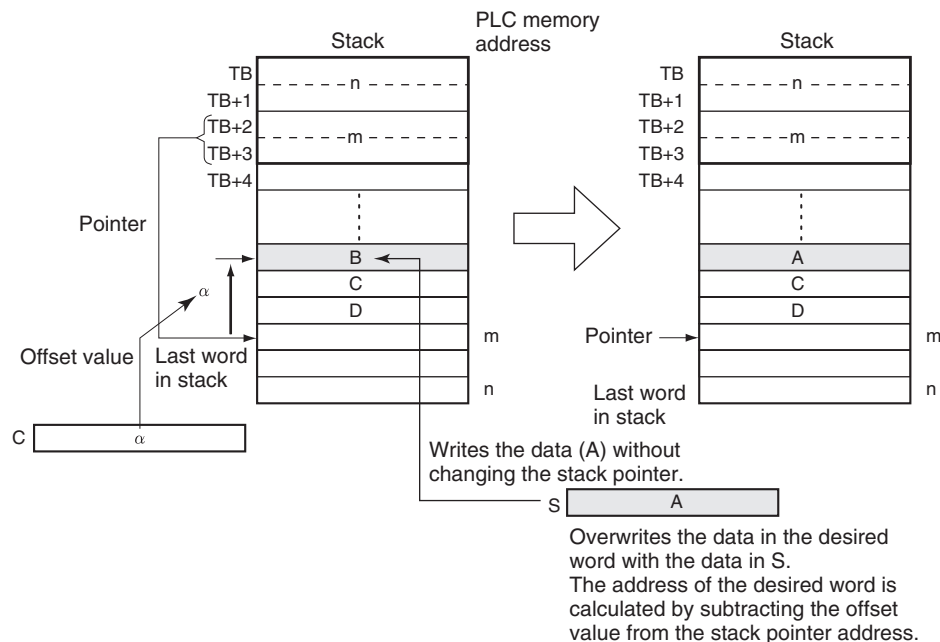 PLC memory
address
Stack
TB
TB+1
TB+2
TB+3
TB+4
n
m
Pointer
B
C
D
α
Offset value
Last word
in stack
m
n
C
α
Stack
TB
TB+1
TB+2
TB+3
TB+4
n
m
A
C
D
Pointer
m
Last word
in stack
n
Writes the data (A) without
changing the stack pointer.
S
A
Overwrites the data in the desired
word with the data in S.
The address of the desired word is
calculated by subtracting the offset
value from the stack pointer address.